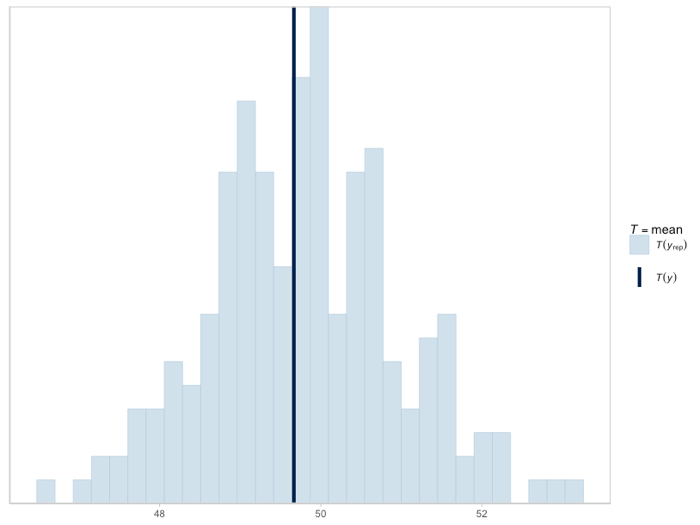 T = mean
T(yrep)
T(y)
48 50 52